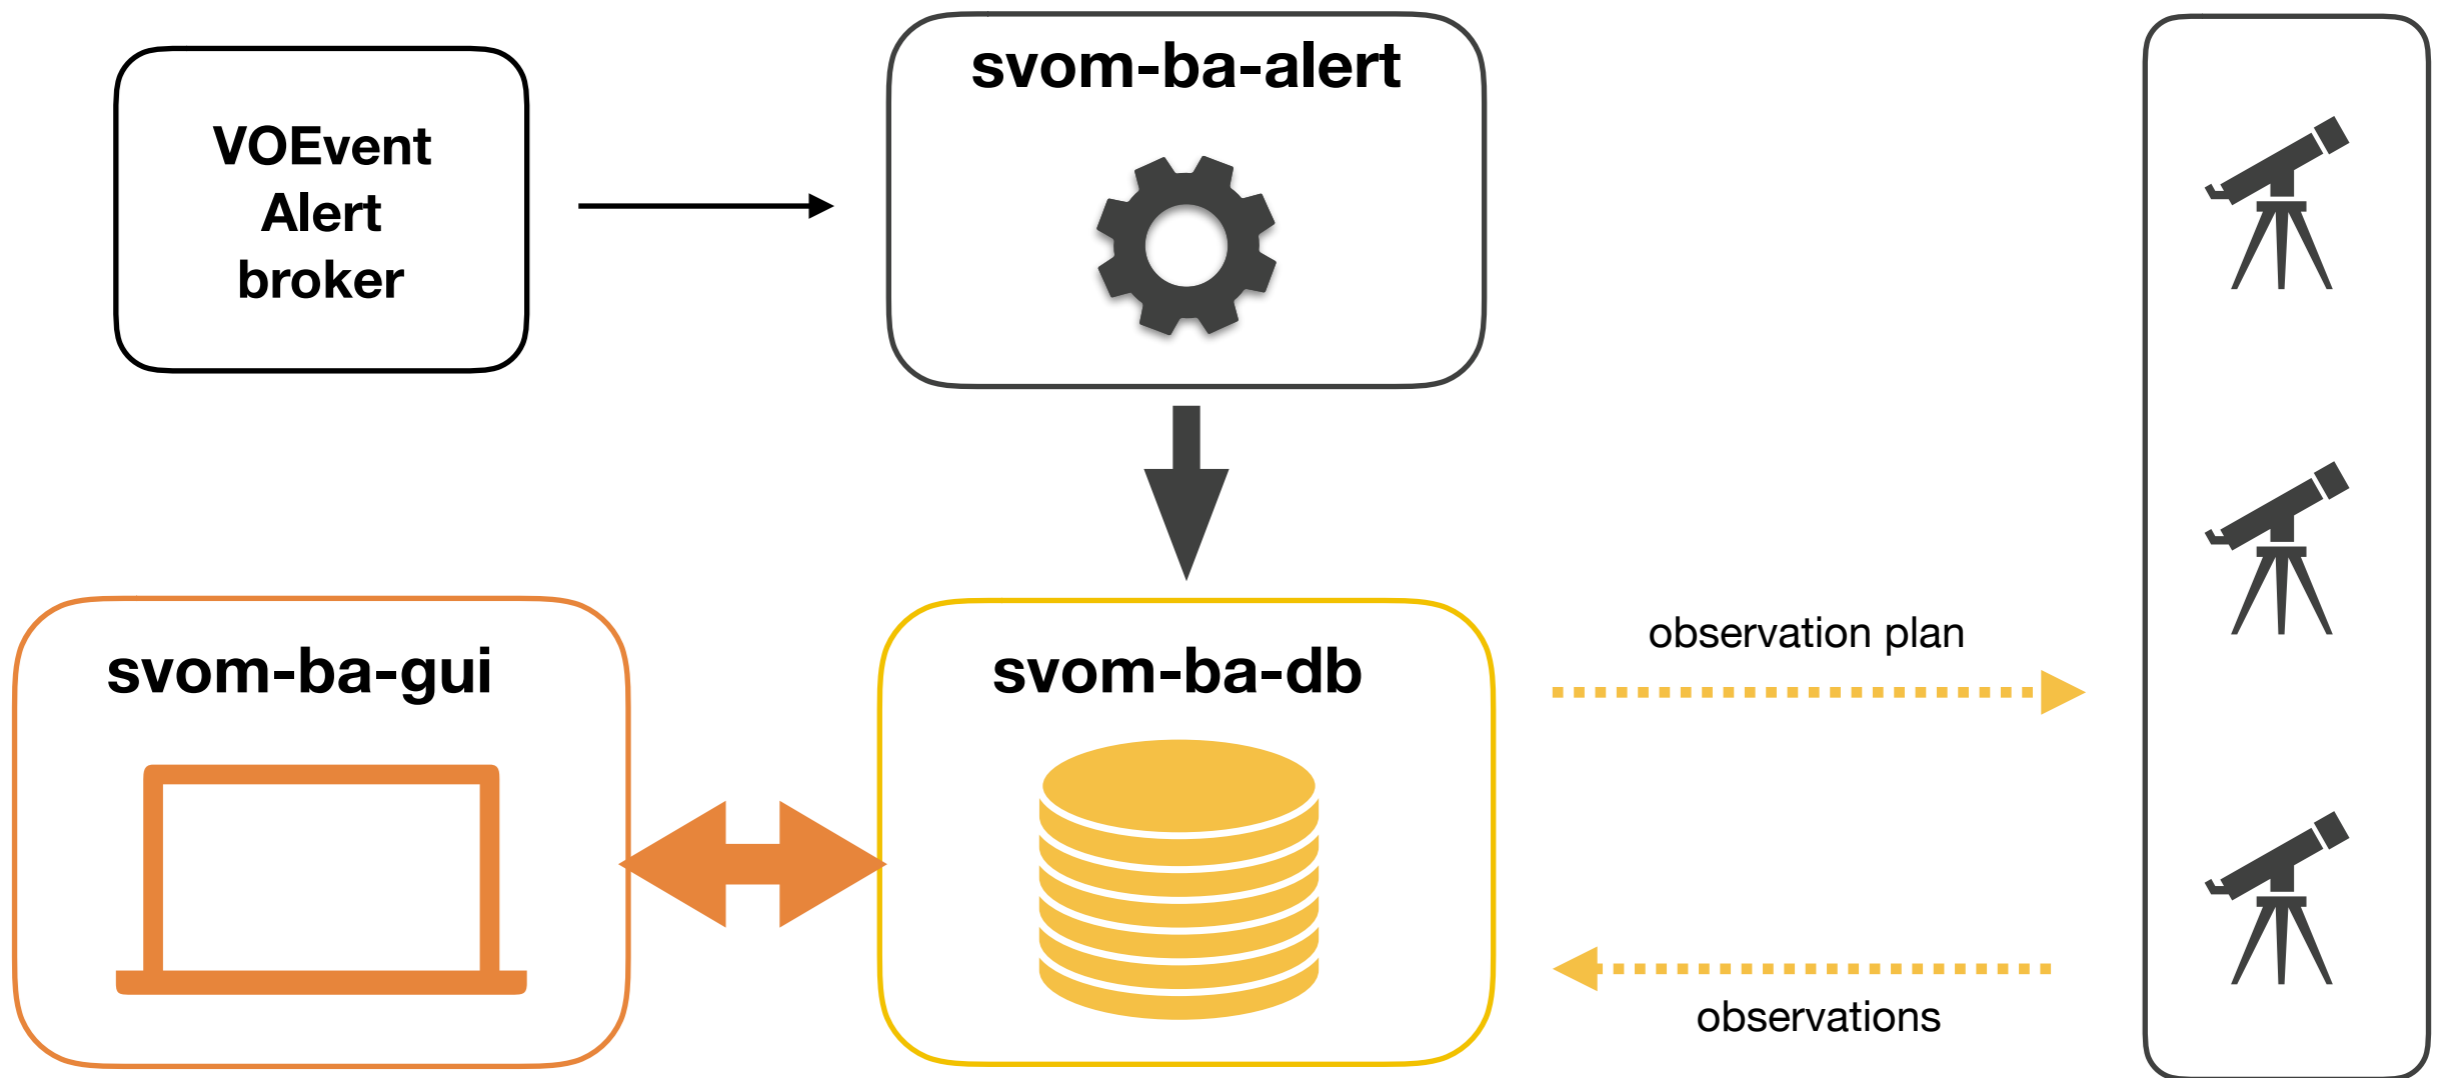 VOEvent
Alert
broker
svom-ba-alert
svom-ba-gui
svom-ba-db
observation plan
observations